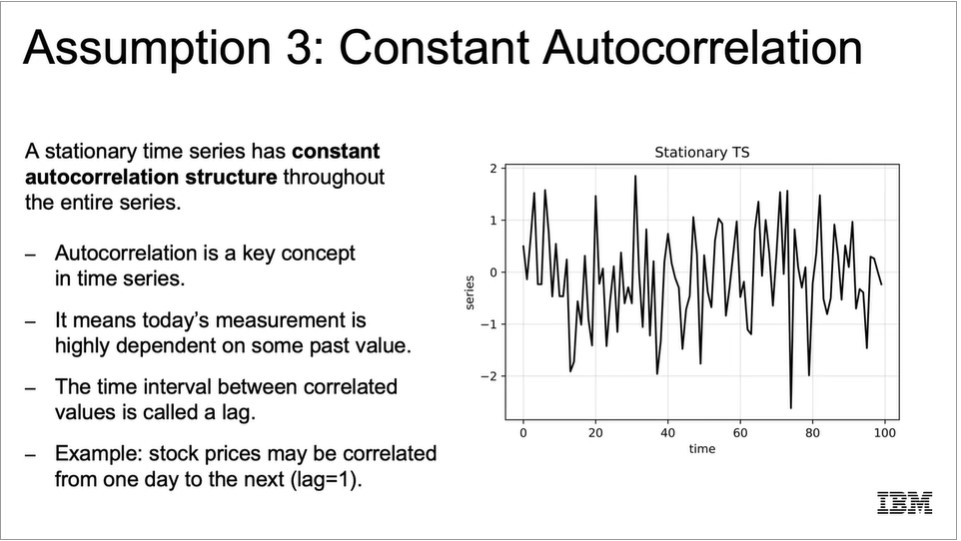 Assumption 3: Constant Autocorrelation
A stationary time series has constant
autocorrelation structure throughout
the entire series.
– Autocorrelation is a key concept
in time series.
– It means today’s measurement is
highly dependent on some past value.
– The time interval between correlated
values is called a lag.
– Example: stock prices may be correlated
from one day to the next (lag=1).
Stationary TS
2
1
0
−1
−2
series
0 20 40 60 80 100
time
IBM